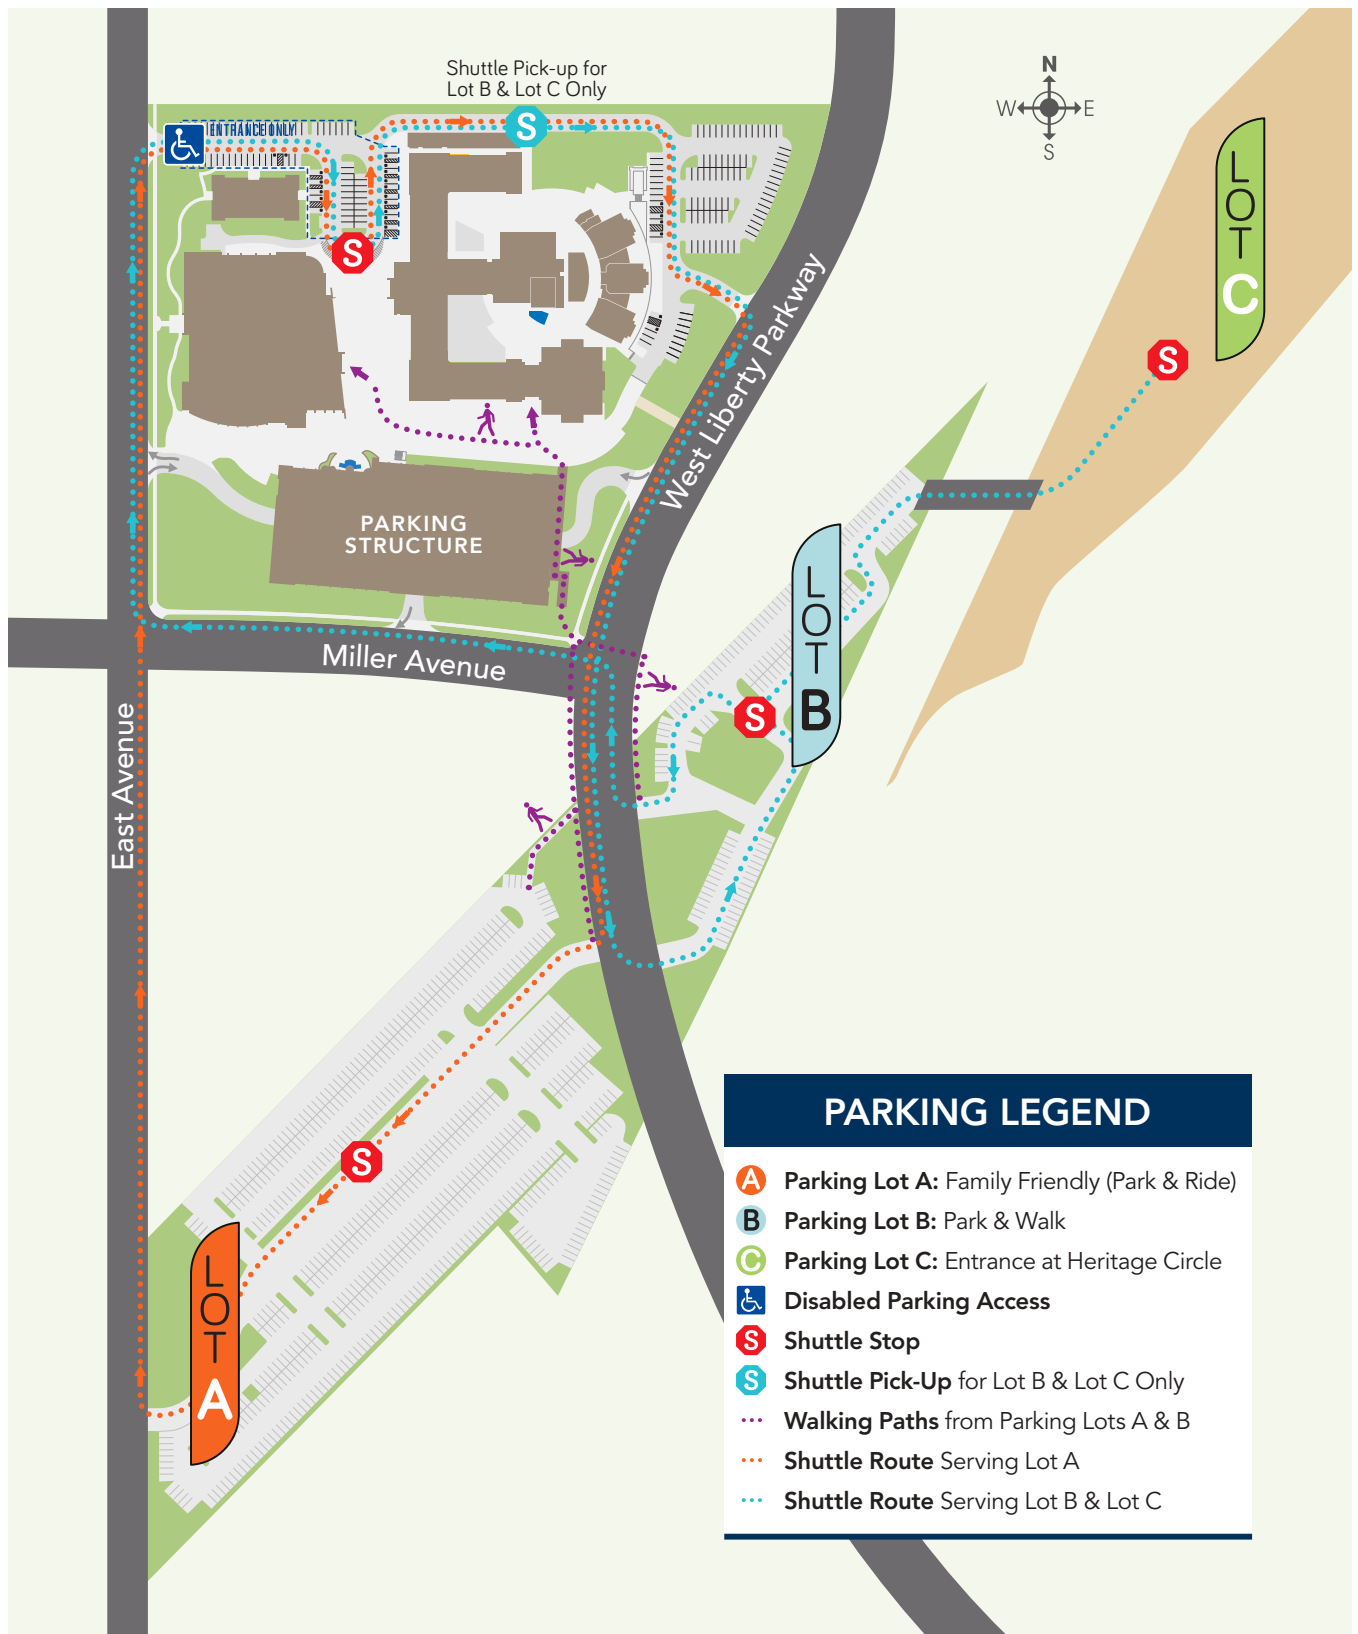 Shuttle Pick-up for
Lot B & Lot C Only
N
W E
S
ENTRANCE ONLY
S
S
LOT C
S
West Liberty Parkway
PARKING
STRUCTURE
LOT B
S
Miller Avenue
East Avenue
S
LOT A
PARKING LEGEND
A Parking Lot A: Family Friendly (Park & Ride)
B Parking Lot B: Park & Walk
C Parking Lot C: Entrance at Heritage Circle
Disabled Parking Access
S Shuttle Stop
S Shuttle Pick-Up for Lot B & Lot C Only
Walking Paths from Parking Lots A & B
Shuttle Route Serving Lot A
Shuttle Route Serving Lot B & Lot C